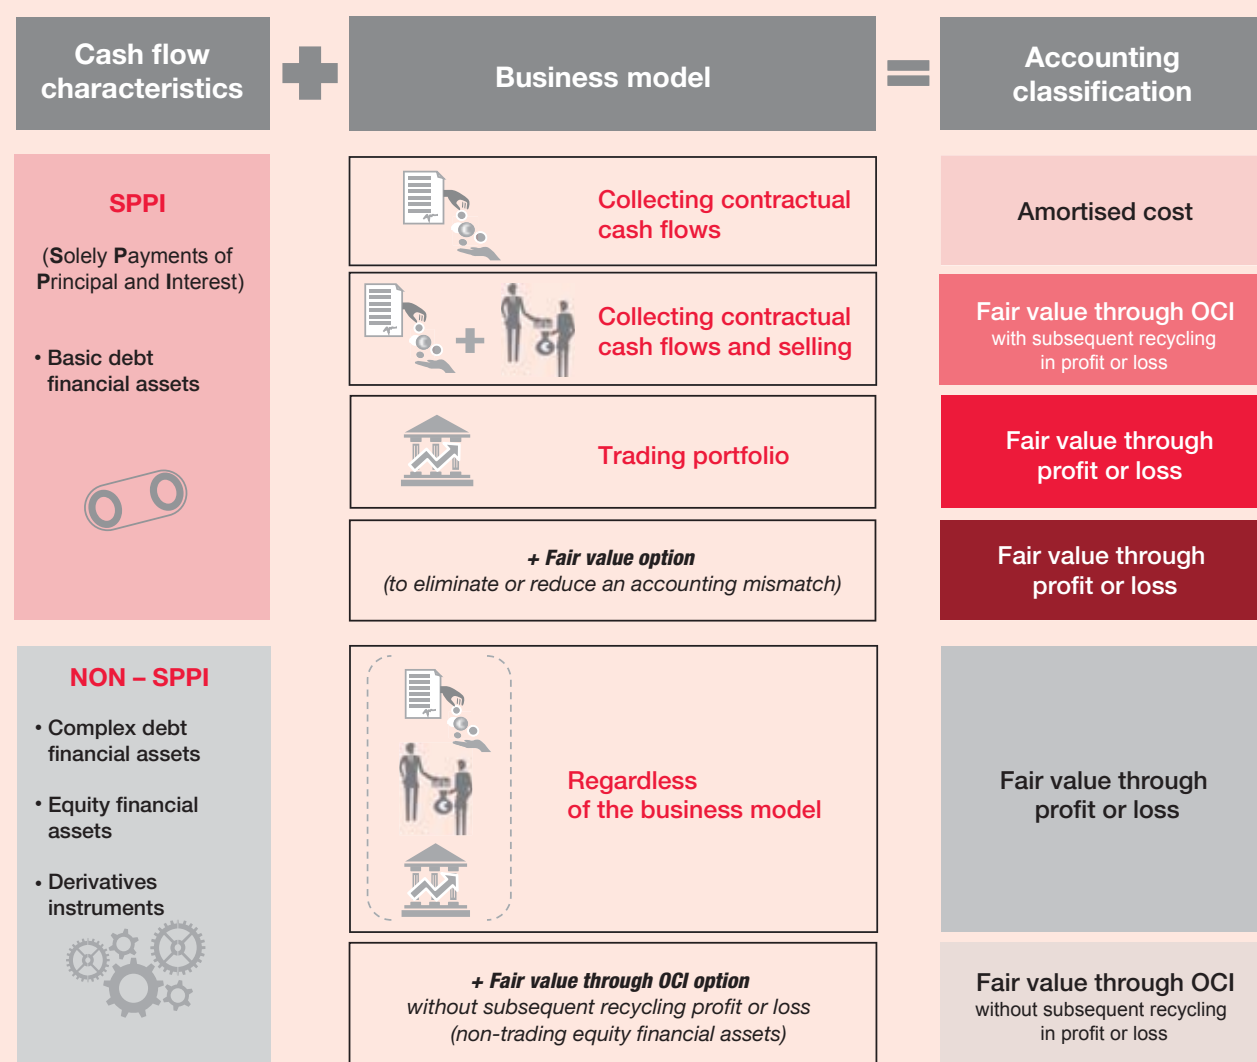 Cash flow
characteristics
Business model
Accounting
classification
SPPI
(Solely Payments of
Principal and Interest)
• Basic debt
financial assets
Collecting contractual
cash flows
Amortised cost
Collecting contractual
cash flows and selling
Fair value through OCI
with subsequent recycling
in profit or loss
Trading portfolio
Fair value through
profit or loss
+ Fair value option
(to eliminate or reduce an accounting mismatch)
Fair value through
profit or loss
NON – SPPI
• Complex debt
financial assets
• Equity financial
assets
• Derivatives
instruments
Regardless
of the business model
Fair value through
profit or loss
+ Fair value through OCI option
without subsequent recycling profit or loss
(non-trading equity financial assets)
Fair value through OCI
without subsequent recycling
in profit or loss